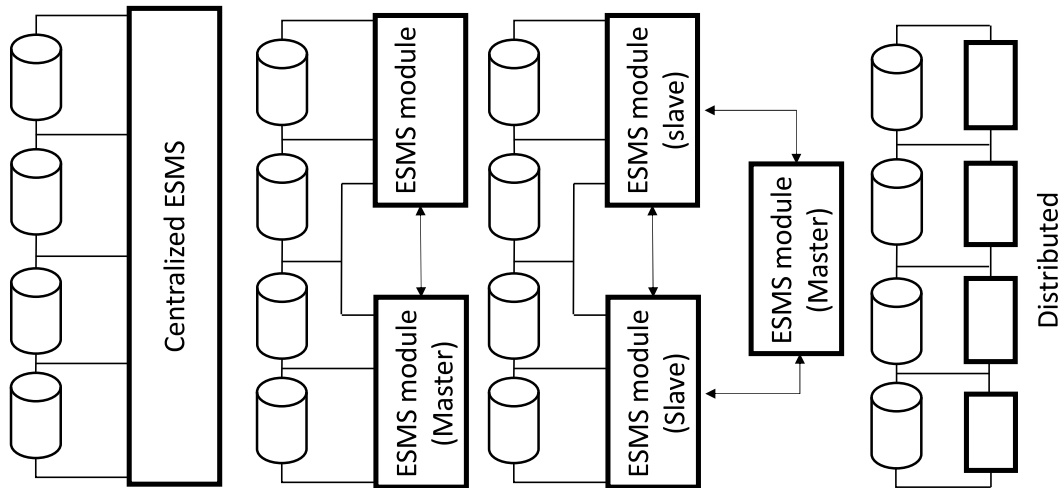 Centralized ESMS
ESMS module
ESMS module
(Master)
ESMS module
(slave)
ESMS module
(Slave)
ESMS module
(Master)
Distributed